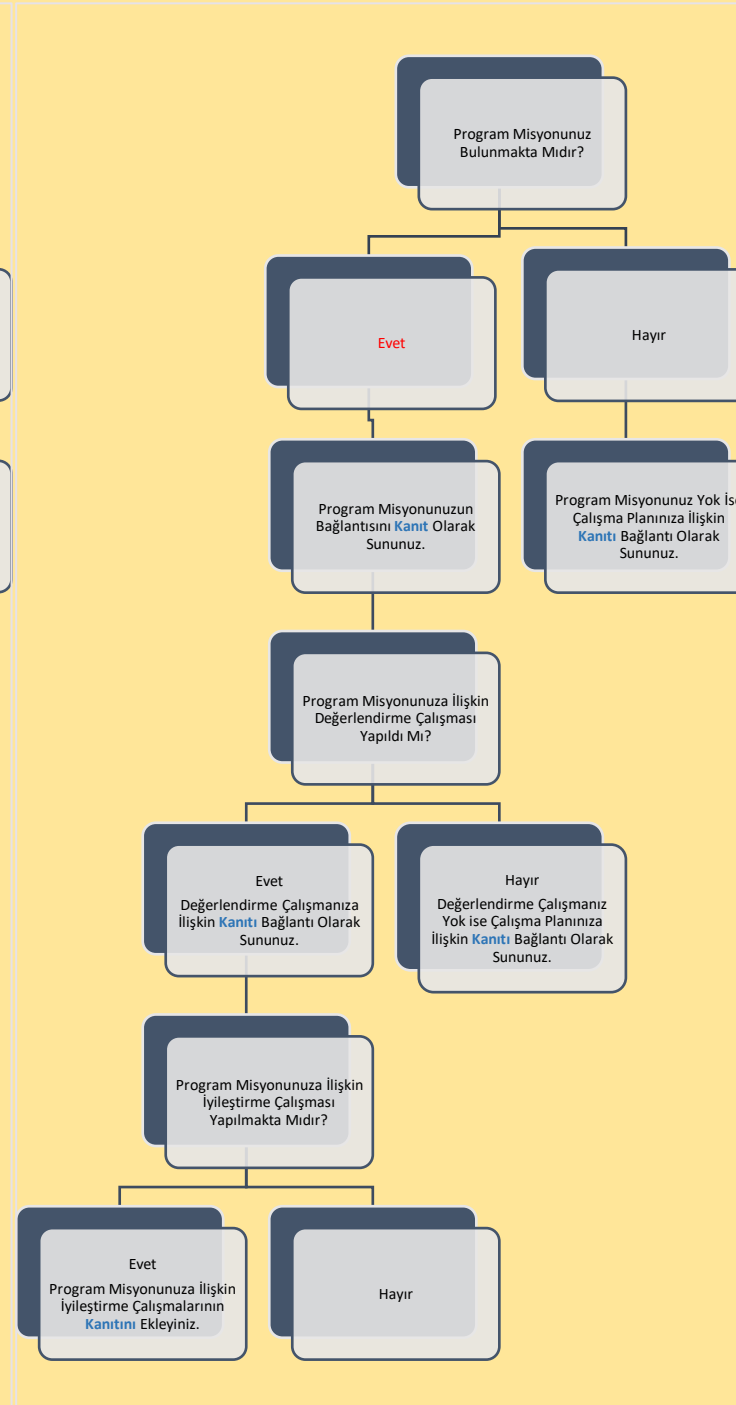 Program Misyonunuz
Bulunmakta Mıdır?
Evet
Hayır
Program Misyonunuzun
Bağlantısını Kanıt Olarak
Sununuz.
Program Misyonunuz Yok İse
Çalışma Planınıza İlişkin
Kanıtı Bağlantı Olarak
Sununuz.
Program Misyonunuza İlişkin
Değerlendirme Çalışması
Yapıldı Mı?
Evet
Değerlendirme Çalışmanıza
İlişkin Kanıtı Bağlantı Olarak
Sununuz.
Hayır
Değerlendirme Çalışmanız
Yok ise Çalışma Planınıza
İlişkin Kanıtı Bağlantı Olarak
Sununuz.
Program Misyonunuza İlişkin
İyileştirme Çalışması
Yapılmakta Mıdır?
Evet
Program Misyonunuza İlişkin
İyileştirme Çalışmalarının
Kanıtını Ekleyiniz.
Hayır